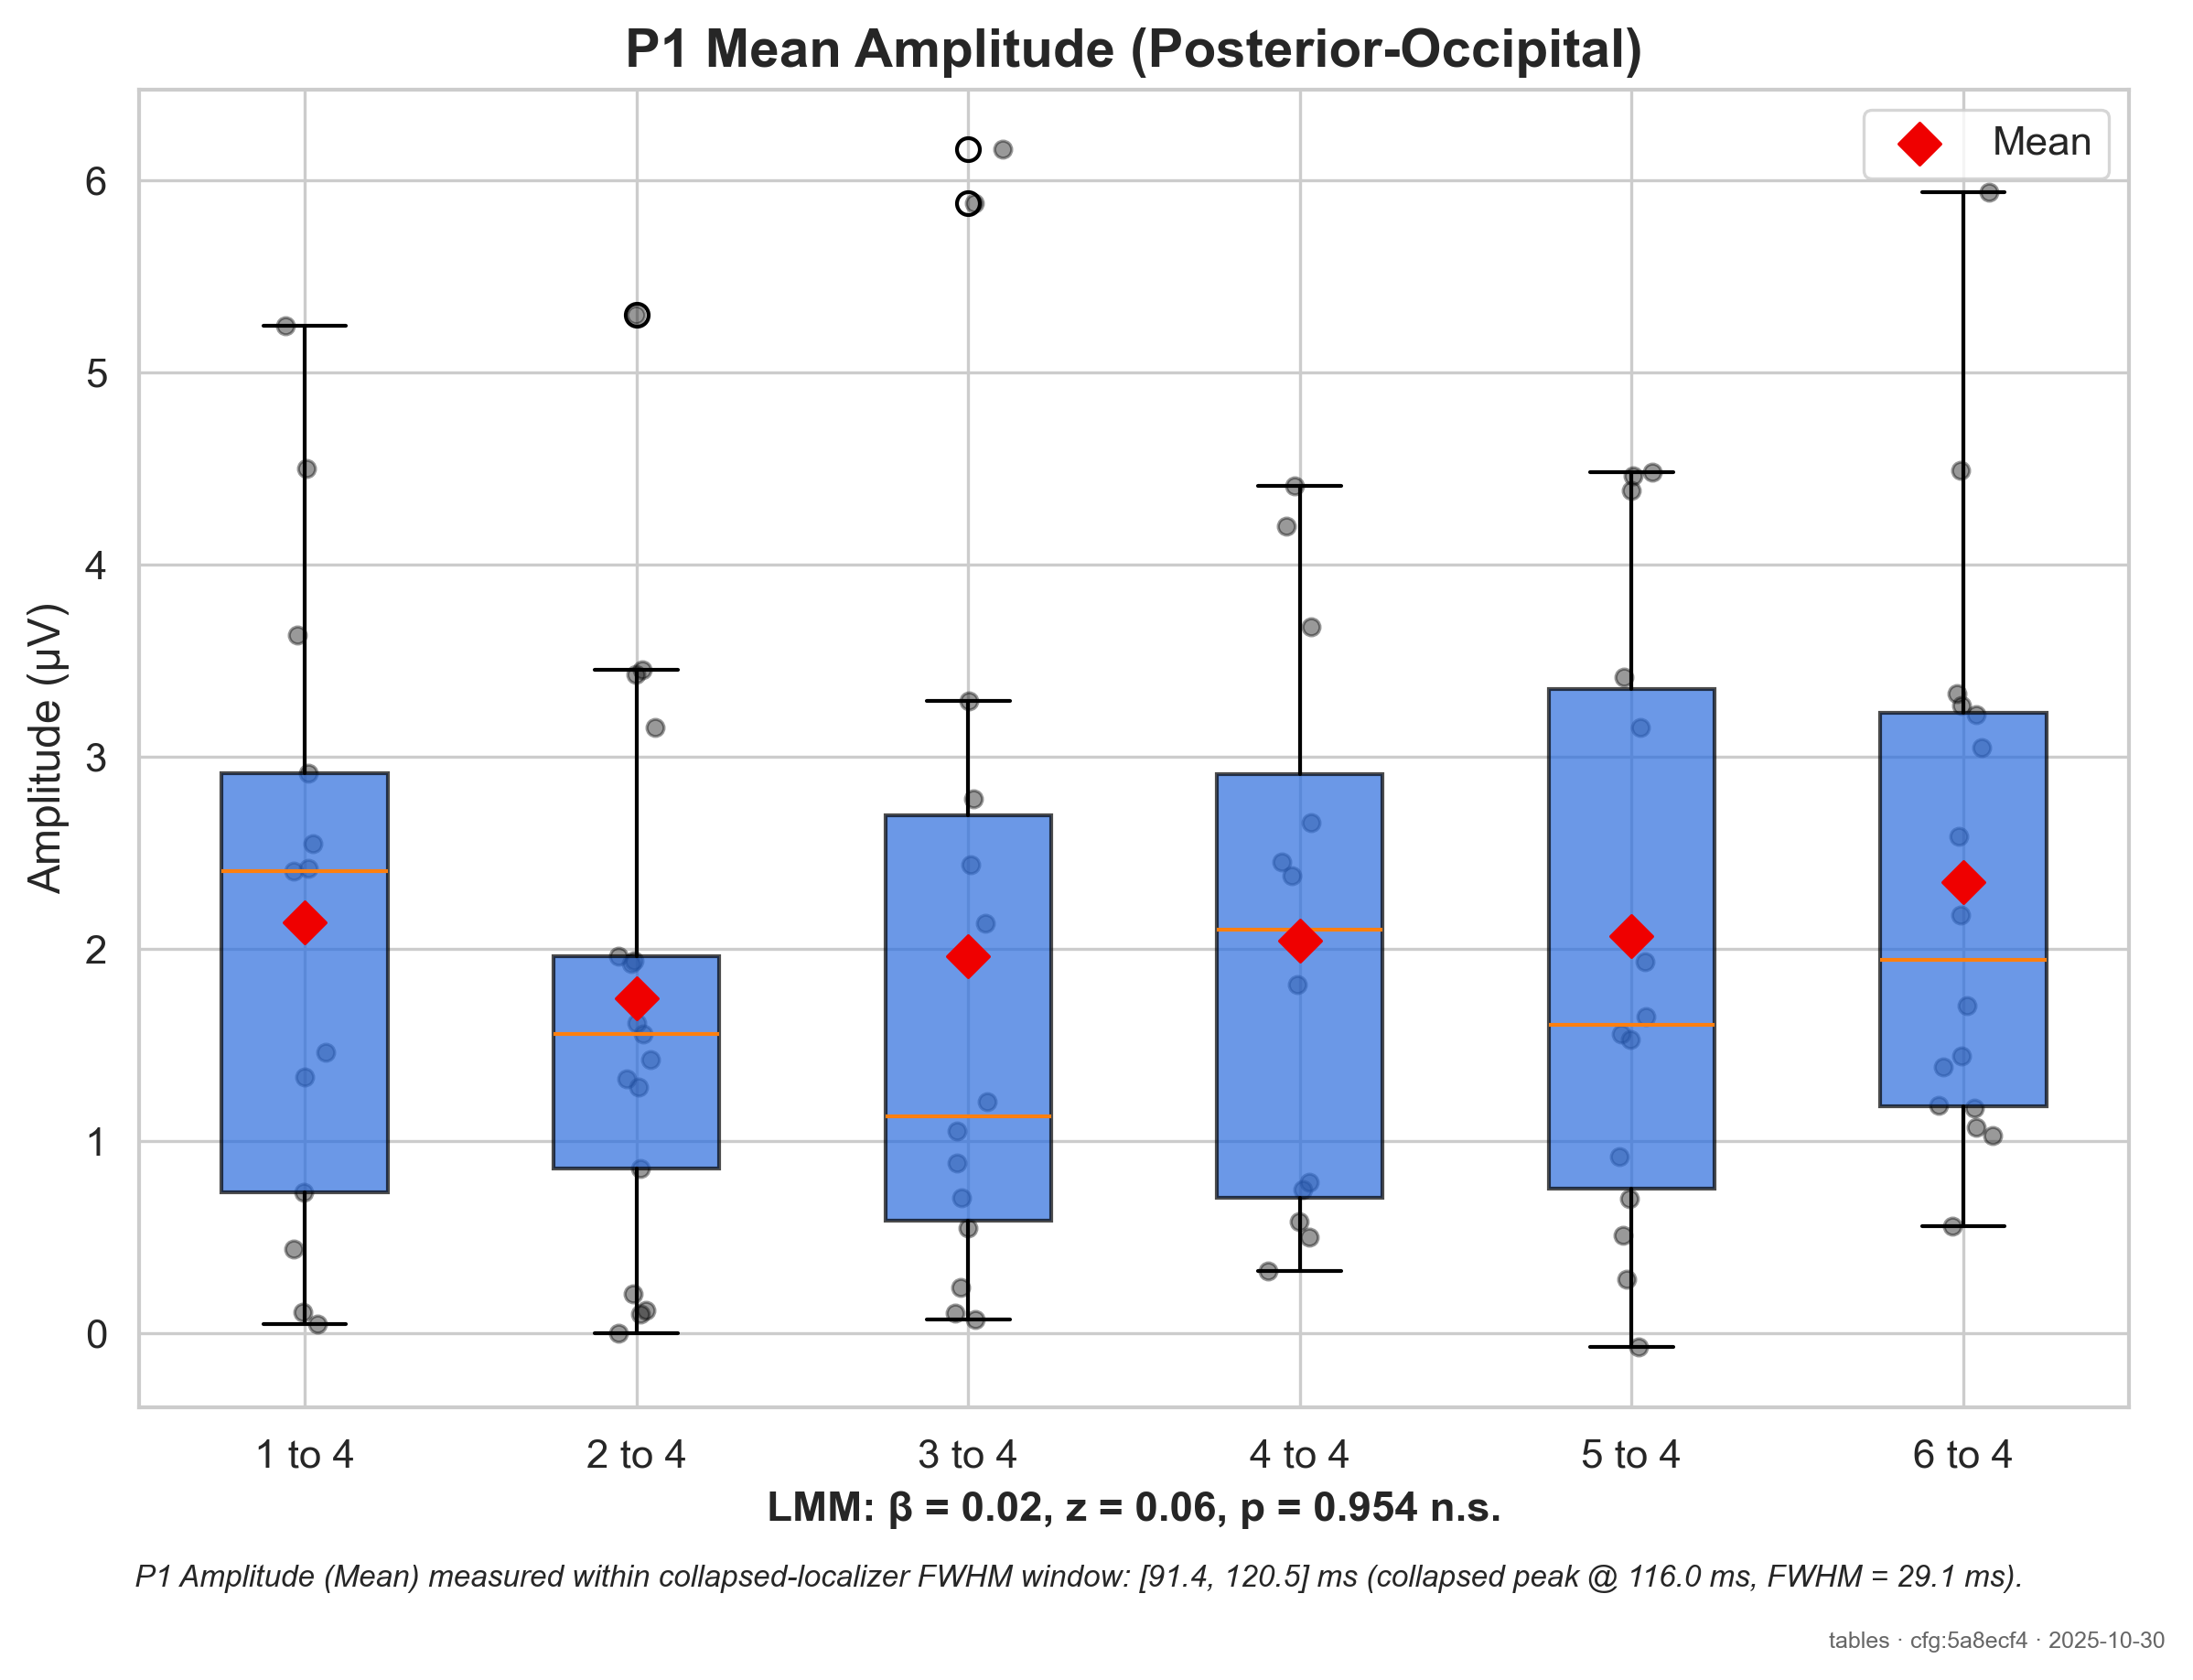 P1 Mean Amplitude (Posterior-Occipital)
Mean
Amplitude (µV)
6
5
4
3
2
1
0
1 to 4 2 to 4 3 to 4 4 to 4 5 to 4 6 to 4
LMM: β = 0.02, z = 0.06, p = 0.954 n.s.
P1 Amplitude (Mean) measured within collapsed-localizer FWHM window: [91.4, 120.5] ms (collapsed peak @ 116.0 ms, FWHM = 29.1 ms).
tables · cfg:5a8ecf4 · 2025-10-30